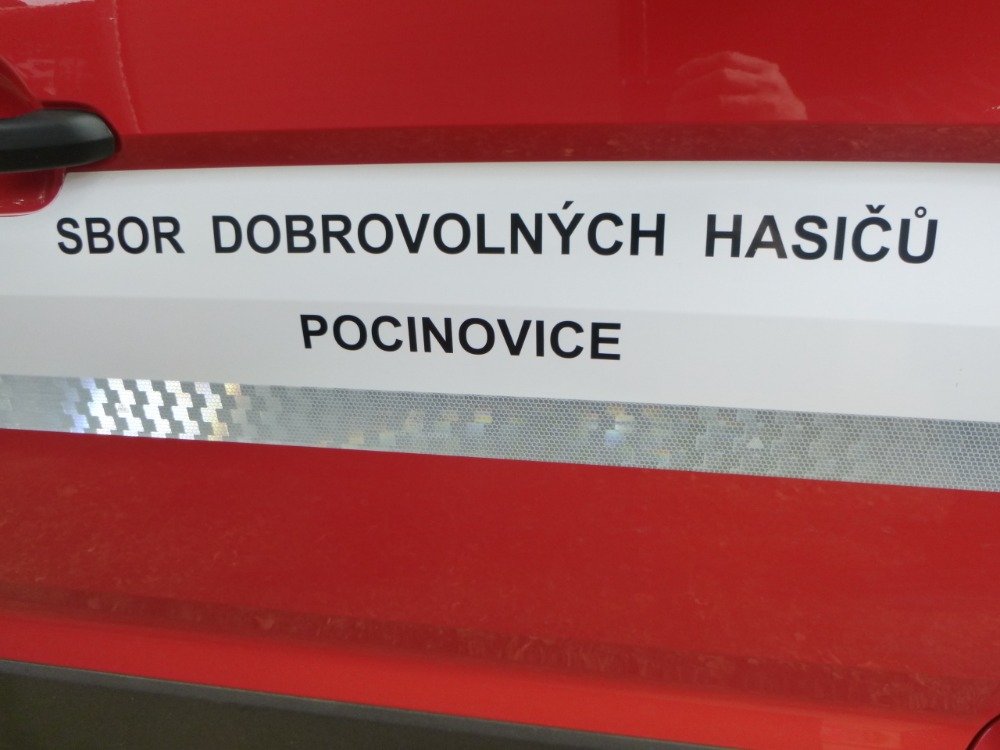 SBOR DOBROVOLNÝCH HASIČŮ
POCINOVICE